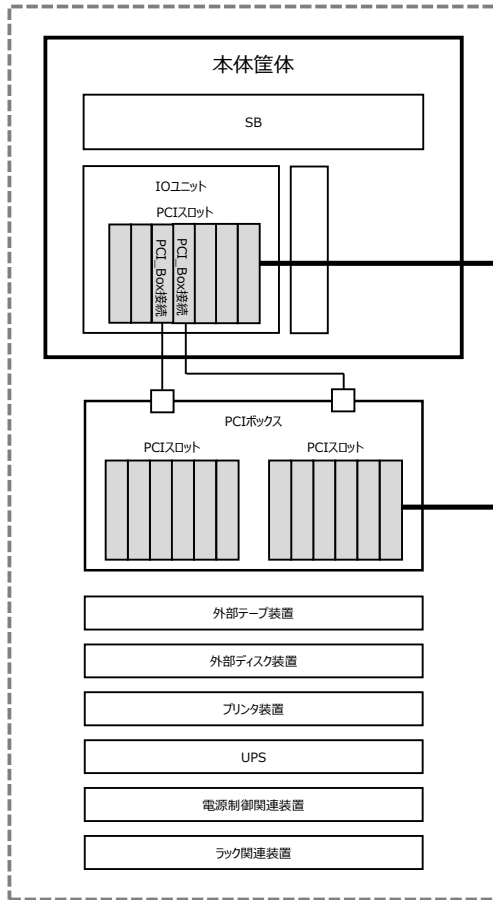 本体筐体
SB
IOユニット
PCIスロット
PCI_Box接続
PCI_Box接続
PCIボックス
PCIスロット
PCIスロット
外部テープ装置
外部ディスク装置
プリンタ装置
UPS
電源制御関連装置
ラック関連装置